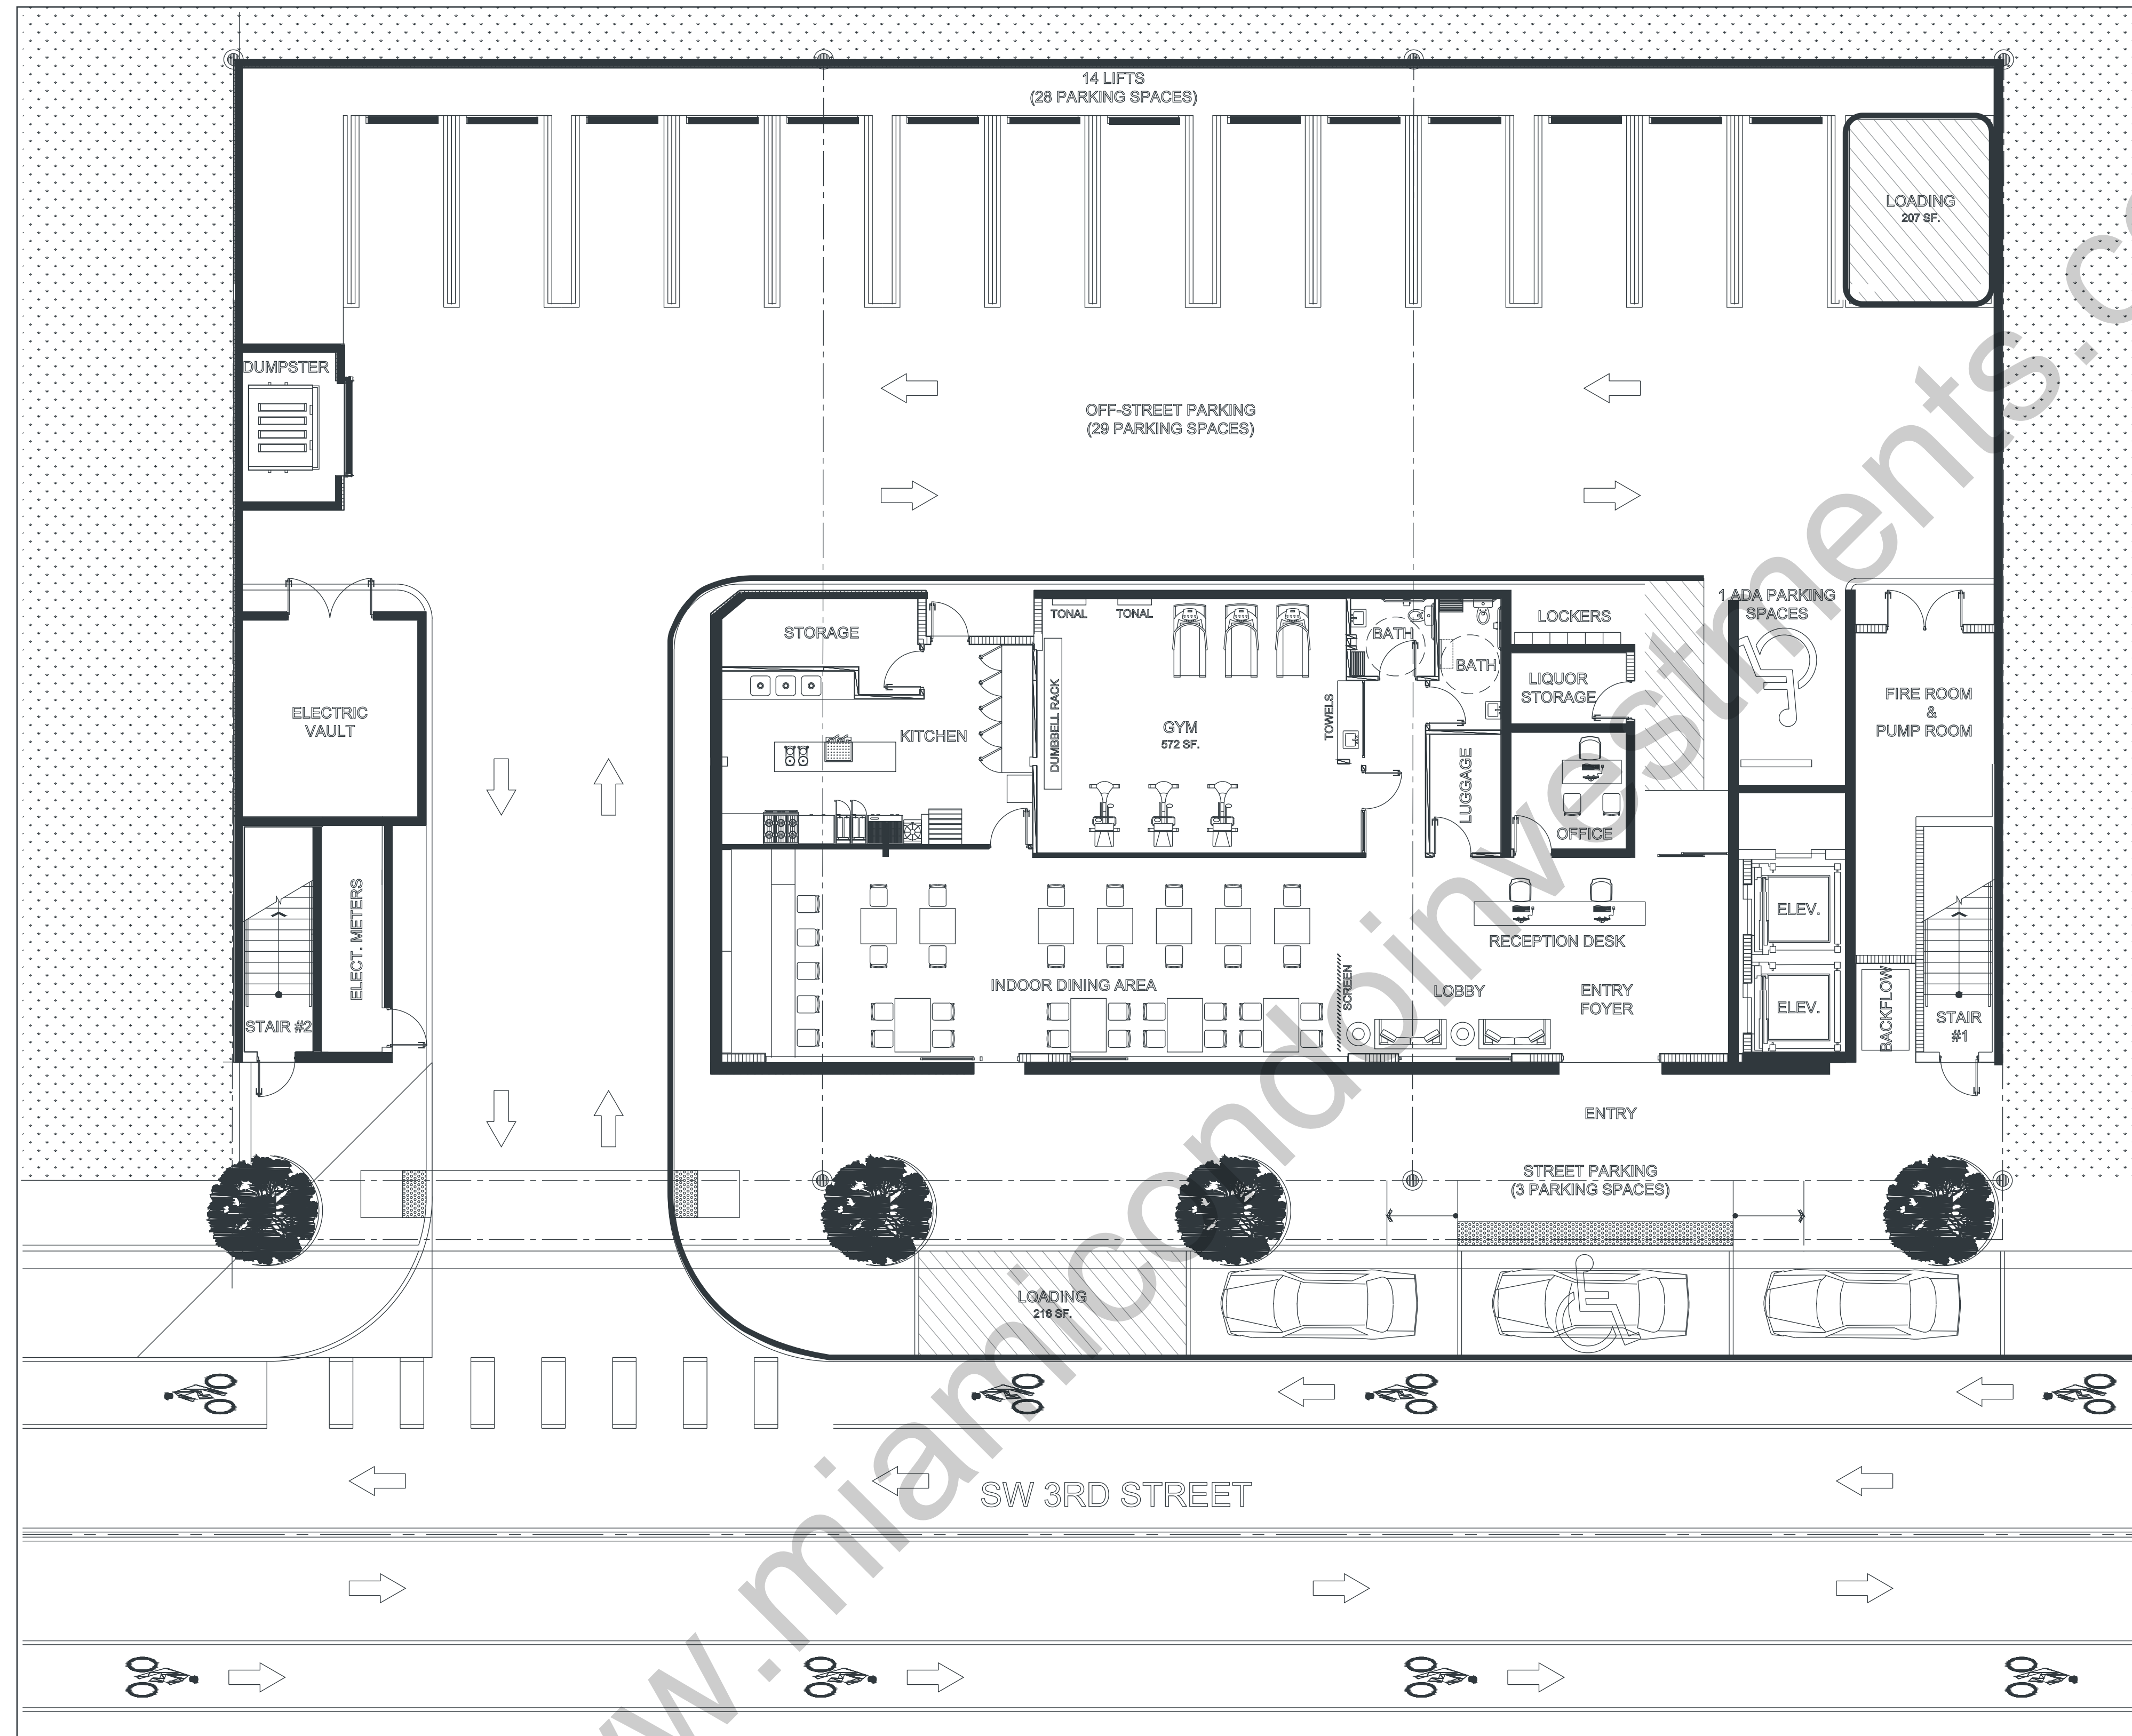 14 LIFTS
(28 PARKING SPACES)
LOADING
207 SF.
DUMPSTER
OFF-STREET PARKING
(29 PARKING SPACES)
STORAGE
TONAL
TONAL
BATH
BATH
LOCKERS
1 ADA PARKING
SPACES
LIQUOR
STORAGE
ELECTRIC
VAULT
KITCHEN
DUMBBELL RACK
GYM
572 SF.
TOWELS
LUGGAGE
OFFICE
FIRE ROOM
&
PUMP ROOM
ELECT. METERS
STAIR #2
INDOOR DINING AREA
SCREEN
LOBBY
RECEPTION DESK
ENTRY
FOYER
ELEV.
ELEV.
BACKFLOW
STAIR
#1
ENTRY
STREET PARKING
(3 PARKING SPACES)
LOADING
216 SF.
SW 3RD STREET
w.miamicondoinvestments.c